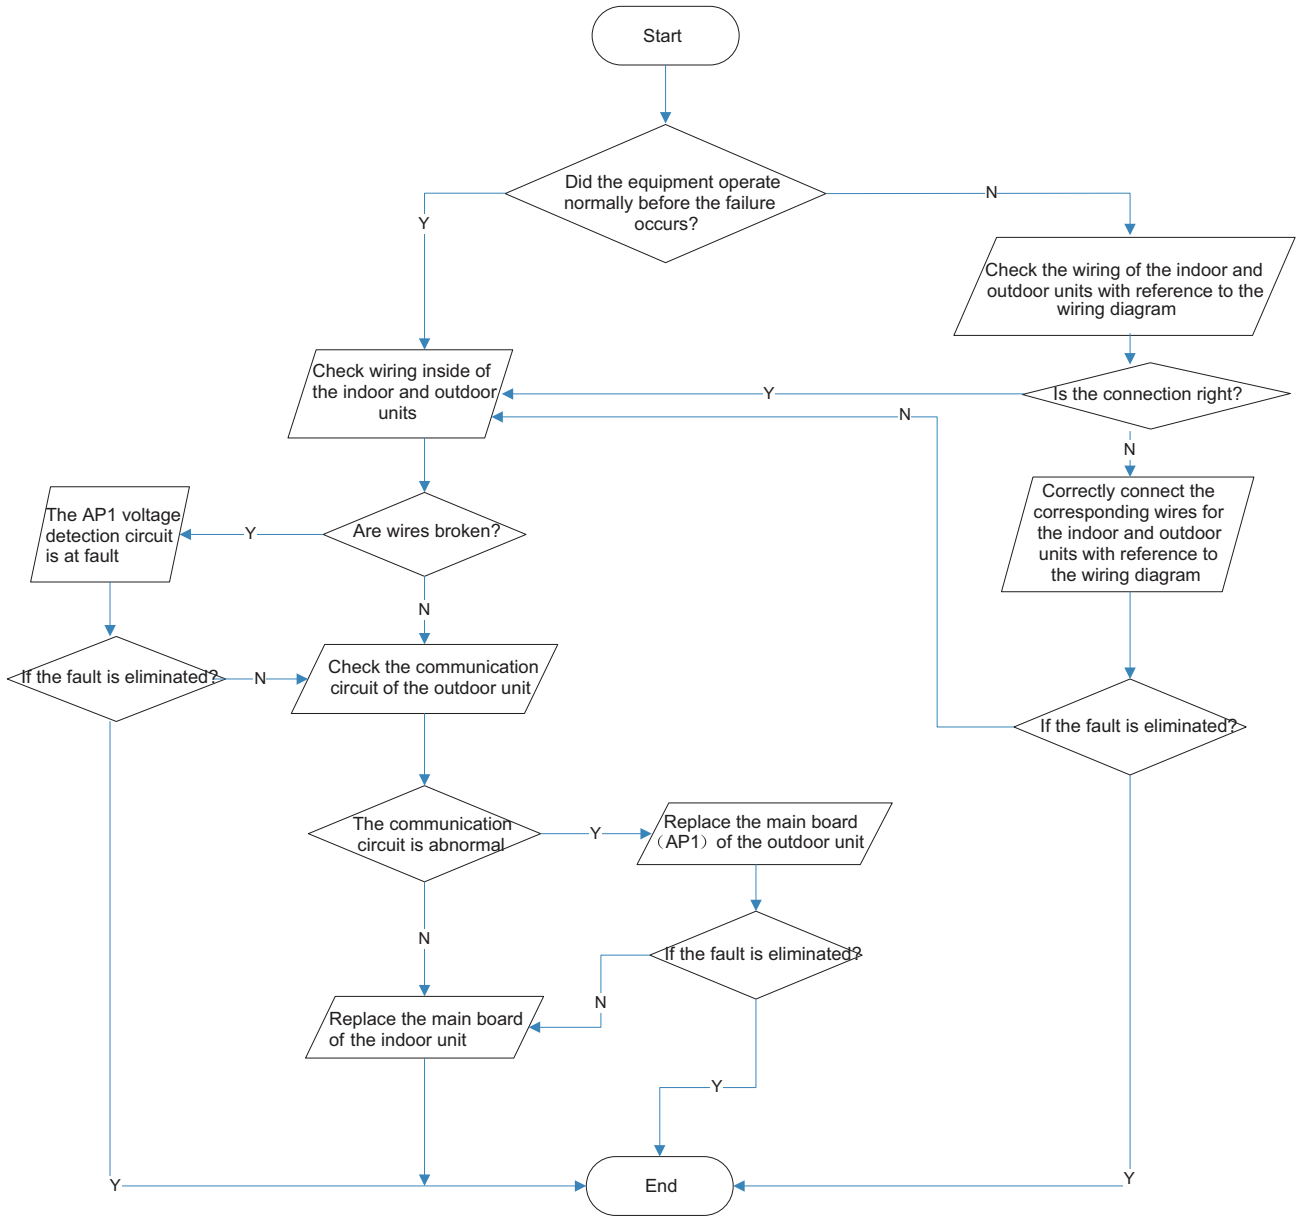 Start
Did the equipment operate
normally before the failure
occurs?
N
Y
Check the wiring of the indoor and
outdoor units with reference to the
wiring diagram
Check wiring inside of
the indoor and outdoor
units
Y
Is the connection right?
N
N
The AP1 voltage
detection circuit
is at fault
Y
Are wires broken?
Correctly connect the
corresponding wires for
the indoor and outdoor
units with reference to
the wiring diagram
N
If the fault is eliminated?
N
Check the communication
circuit of the outdoor unit
If the fault is eliminated?
The communication
circuit is abnormal
Y
Replace the main board
（AP1）of the outdoor unit
N
If the fault is eliminated?
N
Replace the main board
of the indoor unit
Y
Y
End
Y